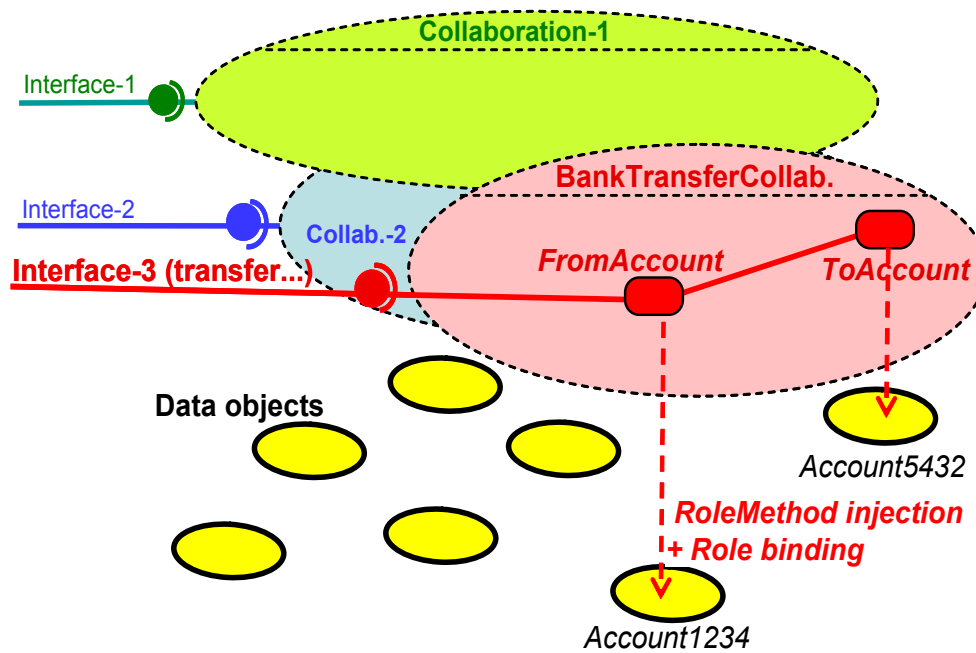 Collaboration-1
Interface-1
BankTransferCollab.
Interface-2
Collab.-2
Interface-3 (transfer...)
FromAccount
ToAccount
Data objects
Account5432
RoleMethod injection
+ Role binding
Account1234